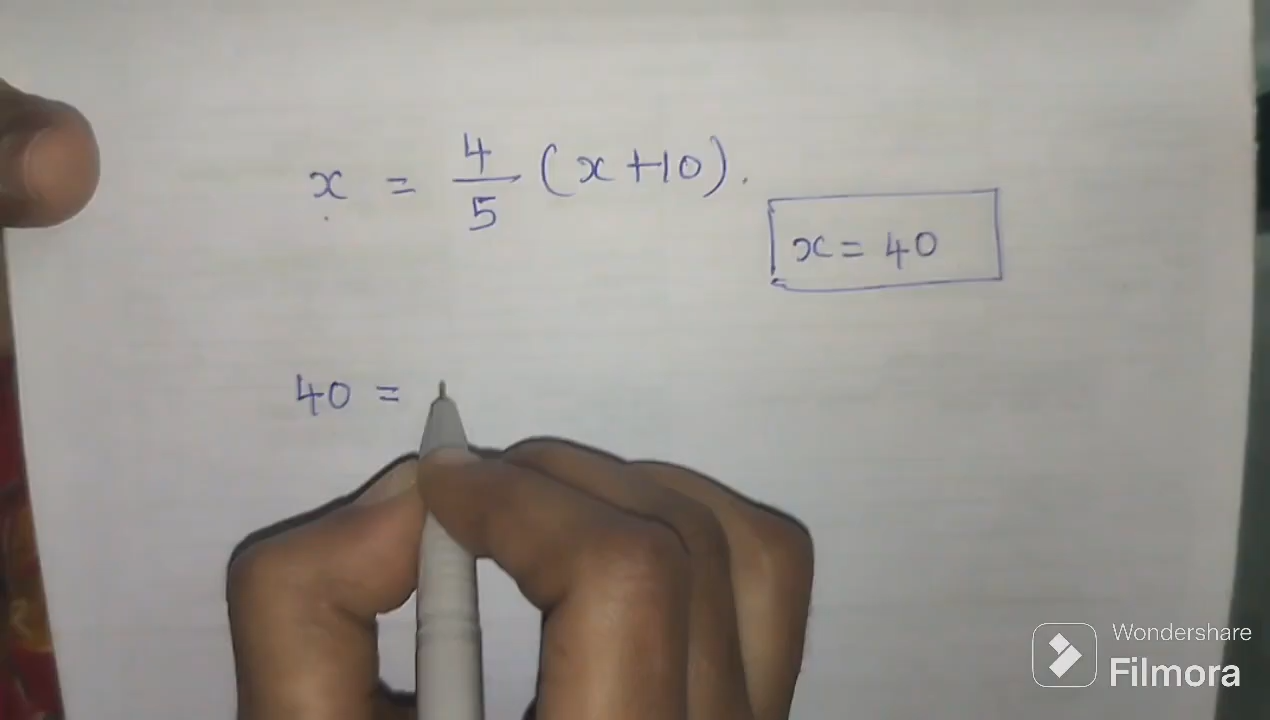 x = 4/5 (x+10).
x = 40
40 =
Wondershare
Filmora